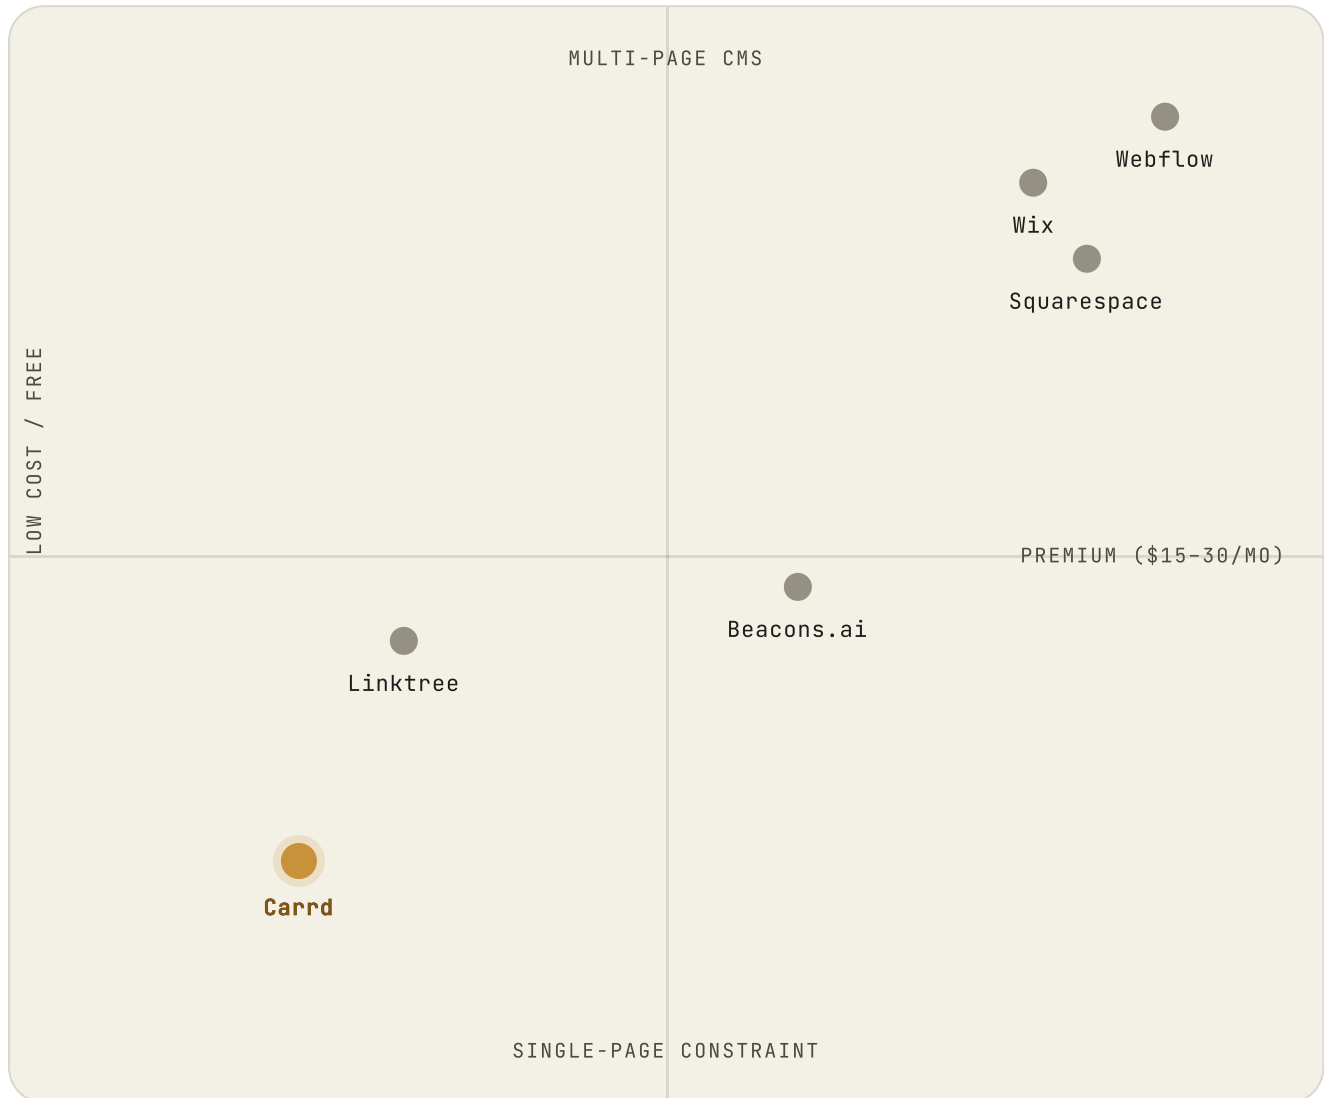 MULTI-PAGE CMS
Webflow
Wix
Squarespace
LOW COST / FREE
PREMIUM ($15–30/MO)
Beacons.ai
Linktree
Carrd
SINGLE-PAGE CONSTRAINT